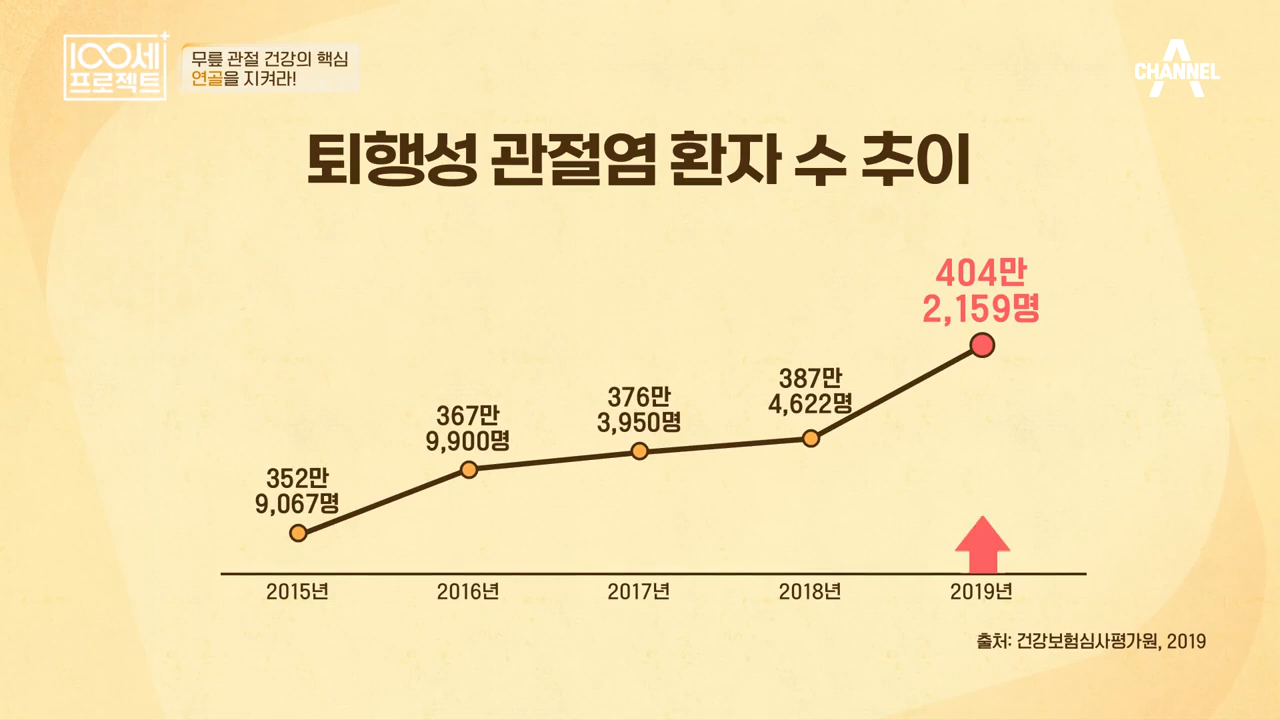 100세+
프로젝트
무릎 관절 건강의 핵심
연골을 지켜라!
CHANNEL A
퇴행성 관절염 환자 수 추이
352만
9,067명
367만
9,900명
376만
3,950명
387만
4,622명
404만
2,159명
2015년
2016년
2017년
2018년
2019년
출처: 건강보험심사평가원, 2019